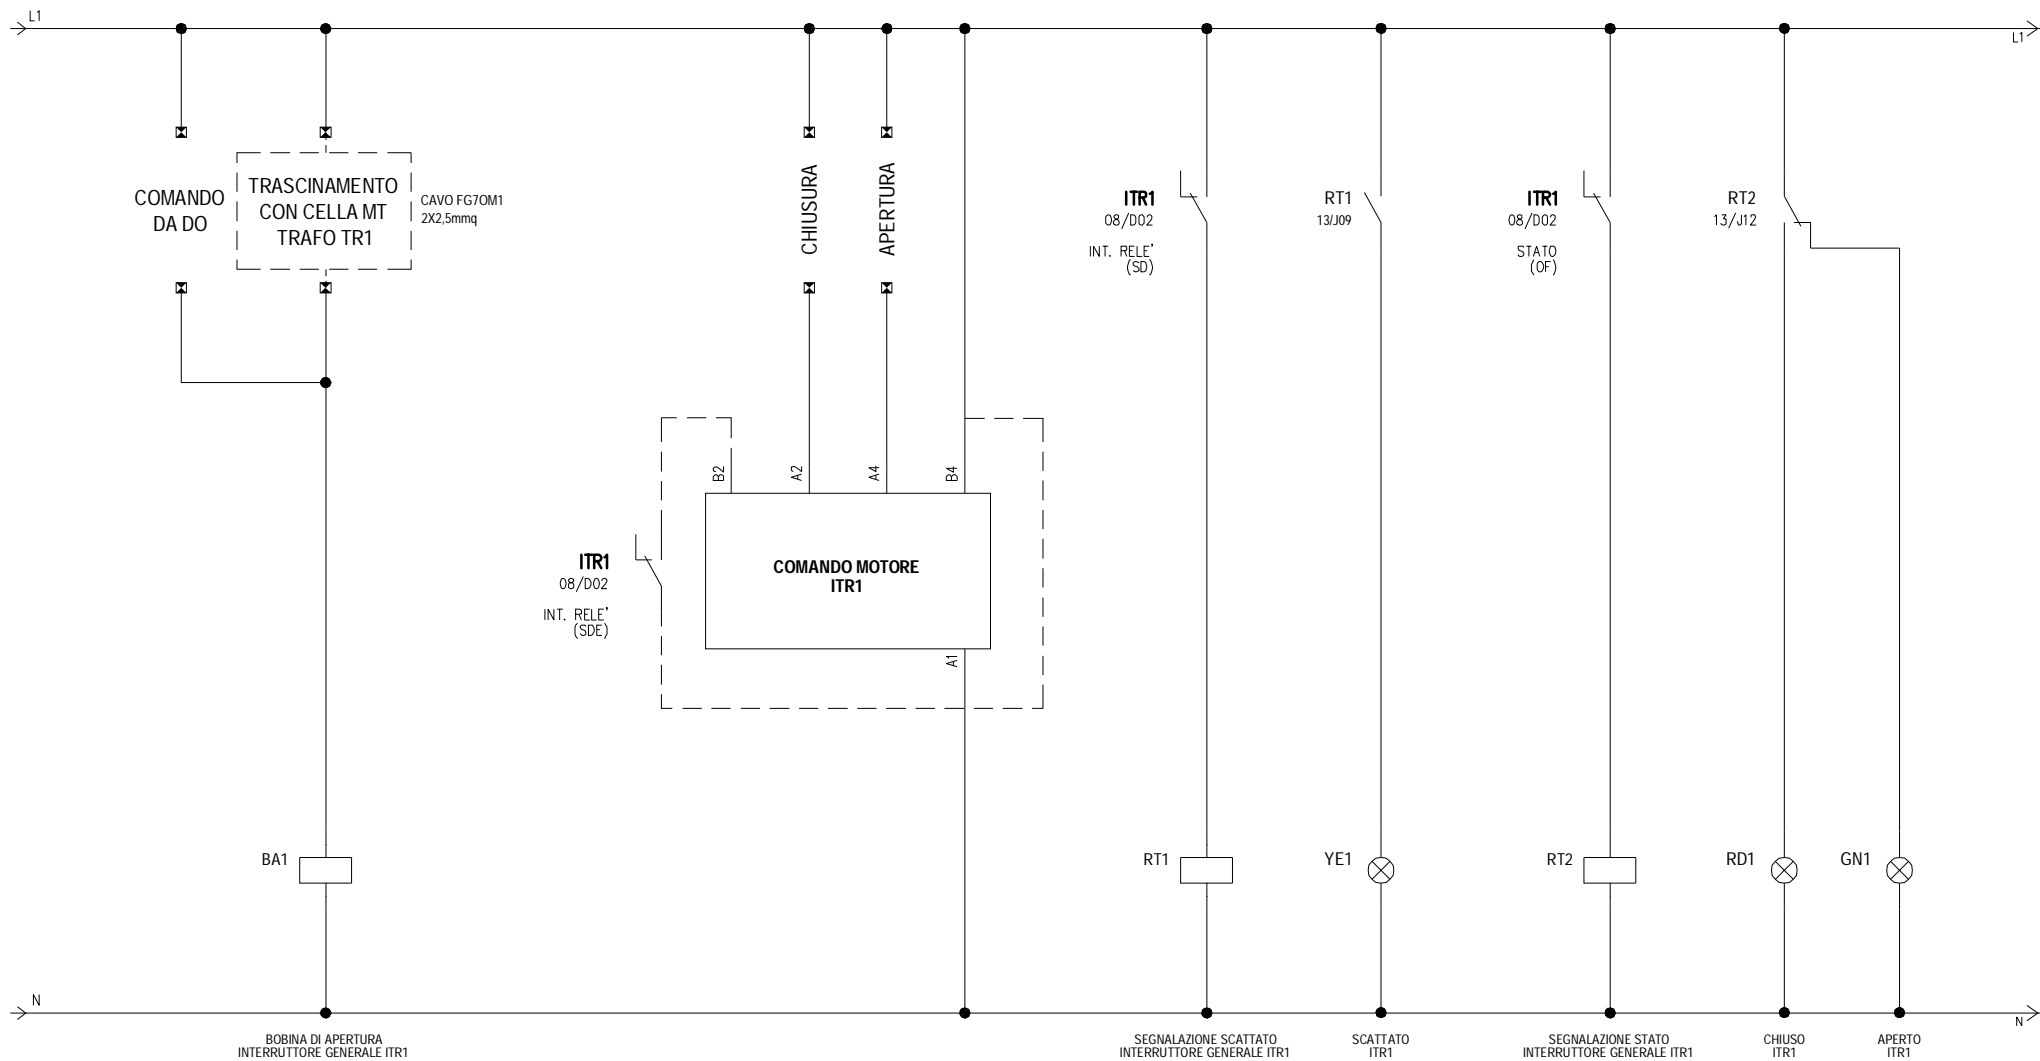 L1
L1
COMANDO
DA DO
TRASCINAMENTO
CON CELLA MT
TRAFO TR1
CAVO FG7OM1
2X2,5mmq
CHIUSURA
APERTURA
ITR1
08/D02
INT. RELE'
(SD)
RT1
13/J09
ITR1
08/D02
STATO
(OF)
RT2
13/J12
B2
A2
A4
B4
ITR1
08/D02
INT. RELE'
(SDE)
COMANDO MOTORE
ITR1
A1
BA1
RT1
YE1
RT2
RD1
GN1
N
N
BOBINA DI APERTURA
INTERRUTTORE GENERALE ITR1
SEGNALAZIONE SCATTATO
INTERRUTTORE GENERALE ITR1
SCATTATO
ITR1
SEGNALAZIONE STATO
INTERRUTTORE GENERALE ITR1
CHIUSO
ITR1
APERTO
ITR1